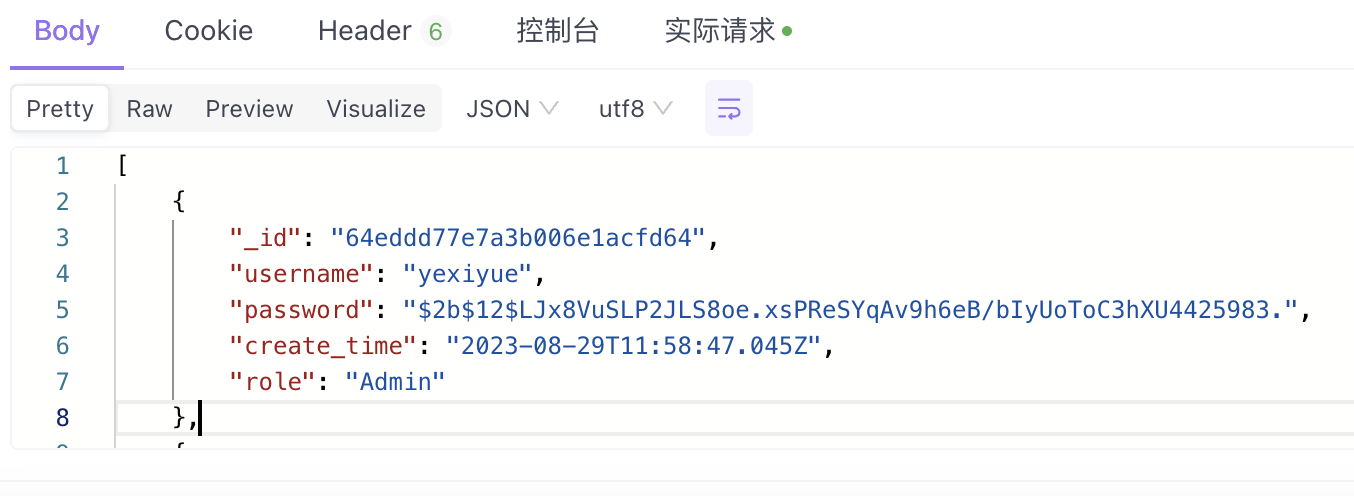 Body Cookie Header 6 控制台 实际请求
Pretty Raw Preview Visualize JSON utf8
1 [
2 {
3 "_id": "64eddd77e7a3b006e1acfd64",
4 "username": "yexiyue",
5 "password": "$2b$12$LJx8VuSLP2JLS8oe.xsPReSYqAv9h6eB/bIyUoToC3hXU4425983.",
6 "create_time": "2023-08-29T11:58:47.045Z",
7 "role": "Admin"
8 },